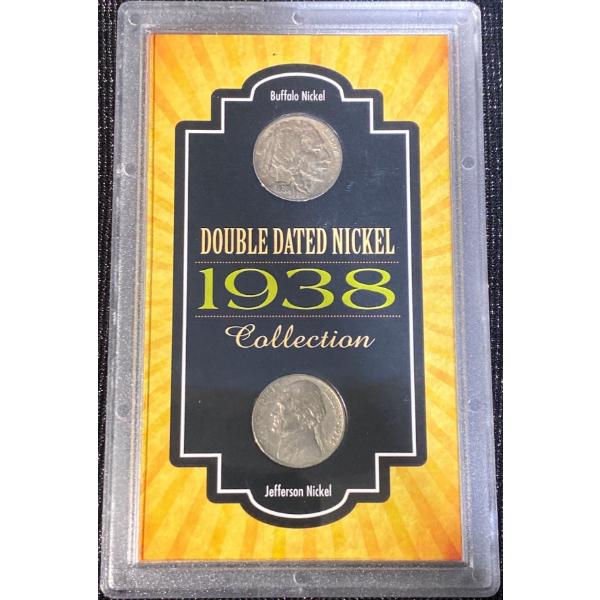 Buffalo Nickel
DOUBLE DATED NICKEL
1938
Collection
Jefferson Nickel